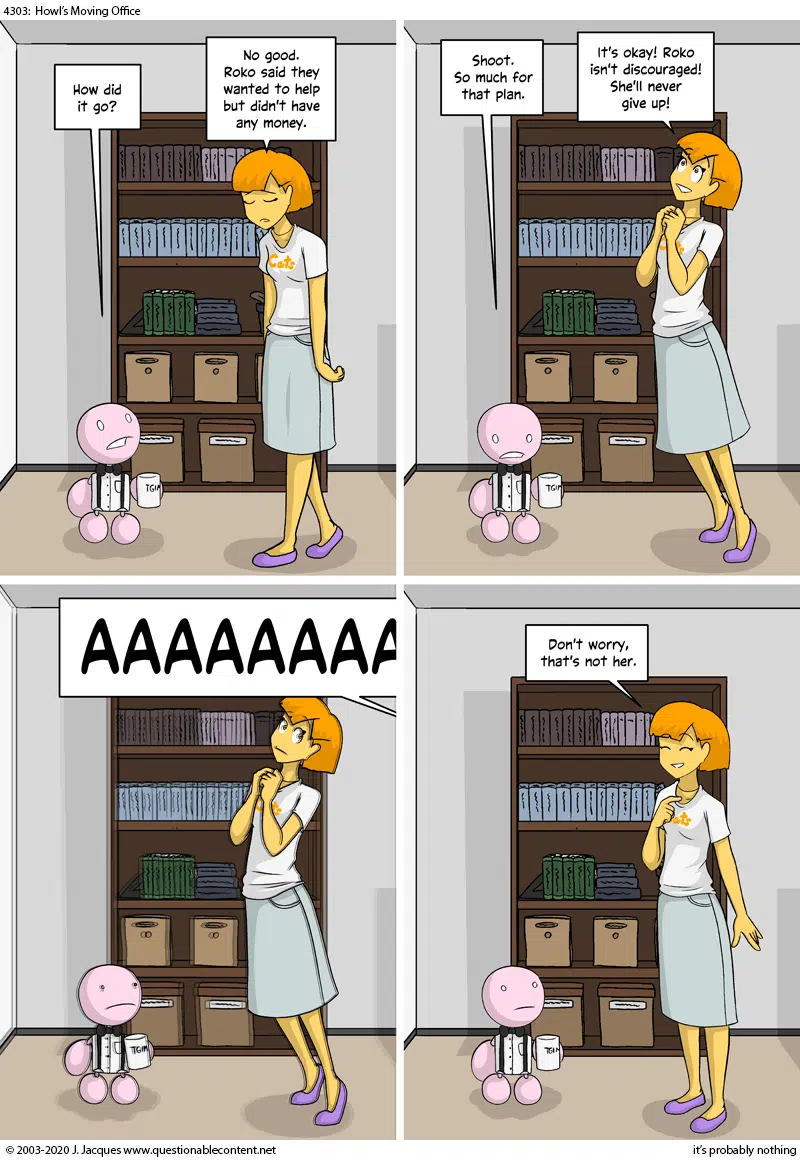 4303: Howl's Moving Office
How did
it go?
No good.
Roko said they
wanted to help
but didn't have
any money.
Cats
TGIM
Shoot.
So much for
that plan.
It's okay! Roko
isn't discouraged!
She'll never
give up!
TGIM
AAAAAAAA
TGIM
Don't worry,
that's not her.
Cats
TGIM
© 2003-2020 J. Jacques www.questionablecontent.net
it's probably nothing